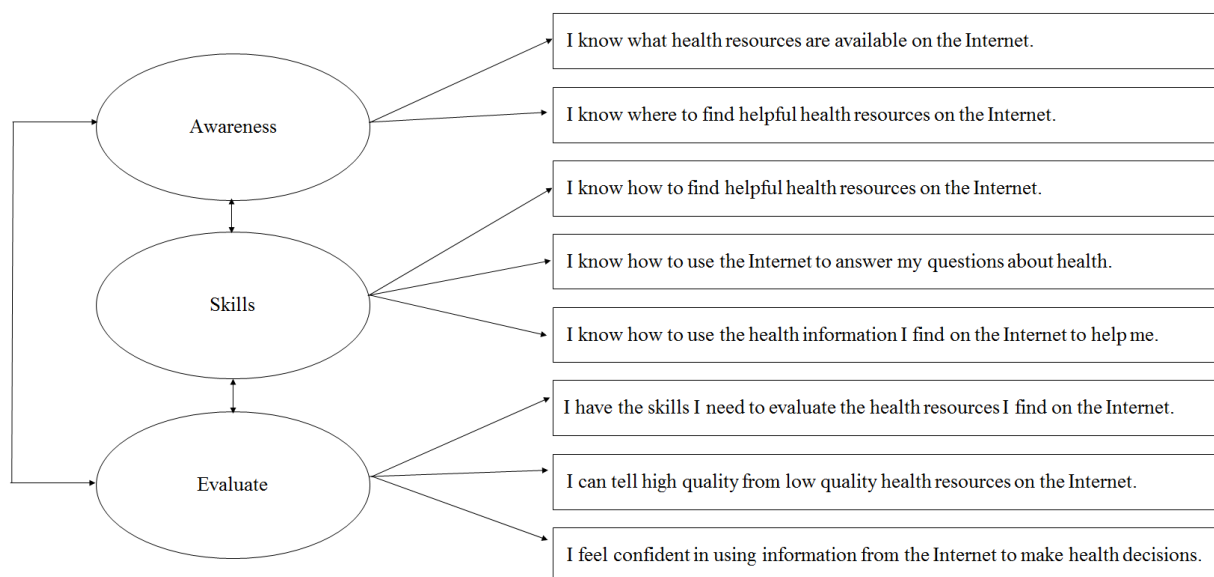 I know what health resources are available on the Internet.
Awareness
I know where to find helpful health resources on the Internet.
I know how to find helpful health resources on the Internet.
I know how to use the Internet to answer my questions about health.
Skills
I know how to use the health information I find on the Internet to help me.
I have the skills I need to evaluate the health resources I find on the Internet.
Evaluate
I can tell high quality from low quality health resources on the Internet.
I feel confident in using information from the Internet to make health decisions.